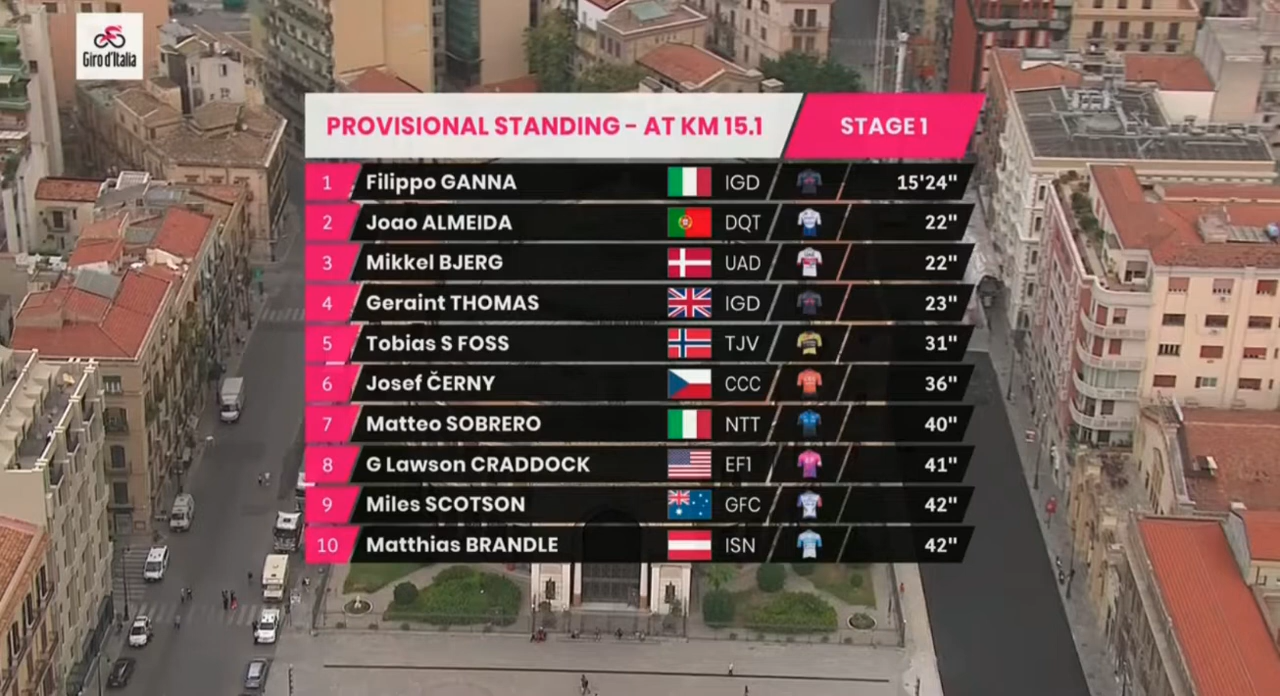 Giro d'Italia
PROVISIONAL STANDING - AT KM 15.1 STAGE 1
1 Filippo GANNA IGD 15'24"
2 Joao ALMEIDA DQT 22"
3 Mikkel BJERG UAD 22"
4 Geraint THOMAS IGD 23"
5 Tobias S FOSS TJV 31"
6 Josef ČERNY CCC 36"
7 Matteo SOBRERO NTT 40"
8 G Lawson CRADDOCK EF1 41"
9 Miles SCOTSON GFC 42"
10 Matthias BRANDLE ISN 42"